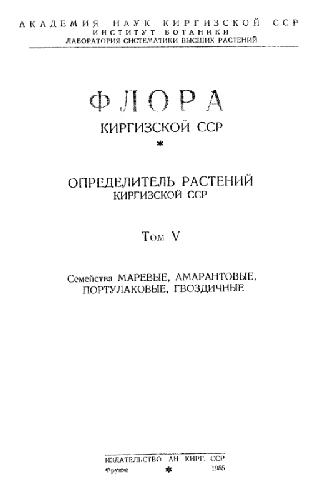 АКАДЕМИЯ НАУК КИРГИЗСКОЙ ССР
ИНСТИТУТ БОТАНИКИ
ЛАБОРАТОРИЯ СИСТЕМАТИКИ ВЫСШИХ РАСТЕНИЙ
ФЛОРА
КИРГИЗСКОЙ ССР
*
ОПРЕДЕЛИТЕЛЬ РАСТЕНИЙ
КИРГИЗСКОЙ ССР
Том V
Семейства МАРЕВЫЕ, АМАРАНТОВЫЕ,
ПОРТУЛАКОВЫЕ, ГВОЗДИЧНЫЕ
ИЗДАТЕЛЬСТВО АН КИРГ. ССР
Фрунзе * 1955